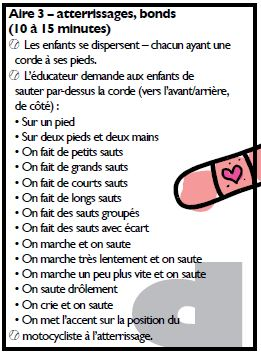 Aire 3 – atterrissages, bonds
(10 à 15 minutes)
Les enfants se dispersent – chacun ayant une
corde à ses pieds.
L'éducateur demande aux enfants de
sauter par-dessus la corde (vers l'avant/arrière,
de côté) :
• Sur un pied
• Sur deux pieds et deux mains
• On fait de petits sauts
• On fait de grands sauts
• On fait de courts sauts
• On fait de longs sauts
• On fait des sauts groupés
• On fait des sauts avec écart
• On marche et on saute
• On marche très lentement et on saute
• On marche un peu plus vite et on saute
• On saute drôlement
• On crie et on saute
• On met l'accent sur la position du
motocycliste à l'atterrissage.